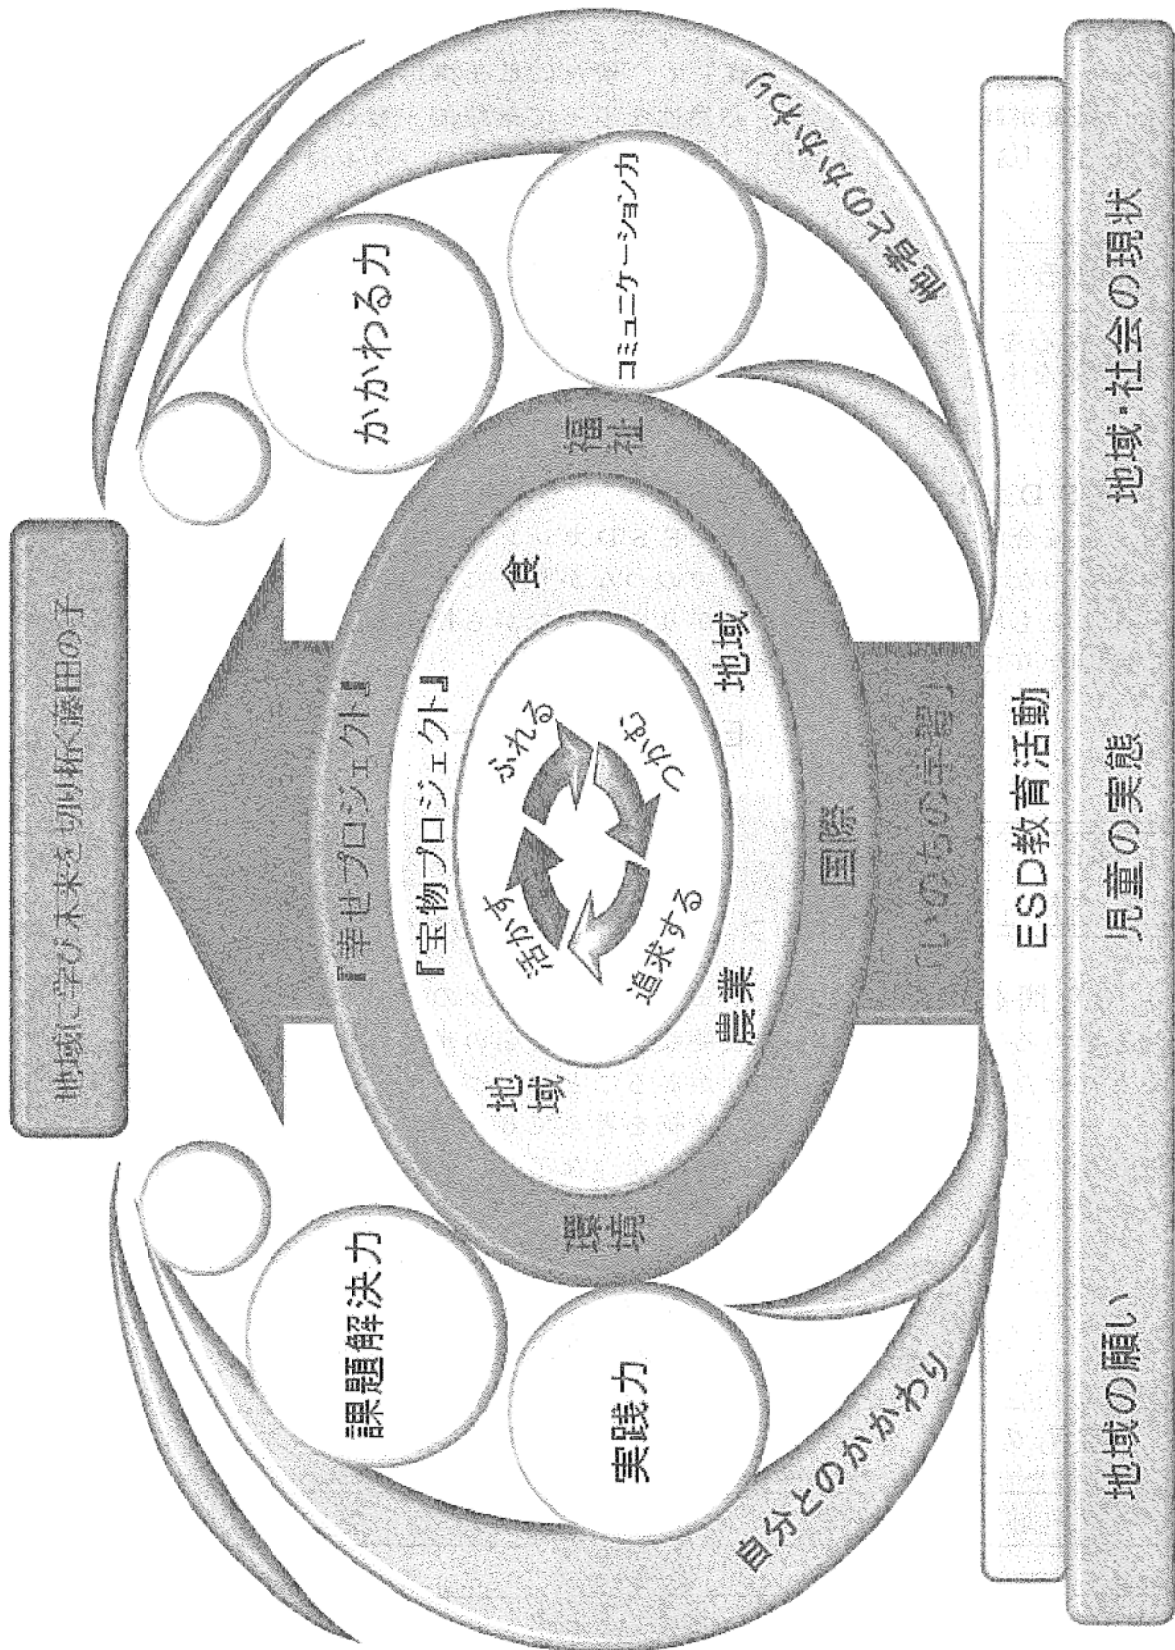 地域に学び未来を切り拓く藤田の子
『幸せプロジェクト』
『宝物プロジェクト』
課題解決力
かかわる力
実践力
コミュニケーション力
環境
福祉
地域
食
活かす
ふれる
追求する
つかむ
農業
地域
国際
「いのちの学習」
自分とのかかわり
他者とのかかわり
ESD教育活動
地域の願い
児童の実態
地域・社会の現状